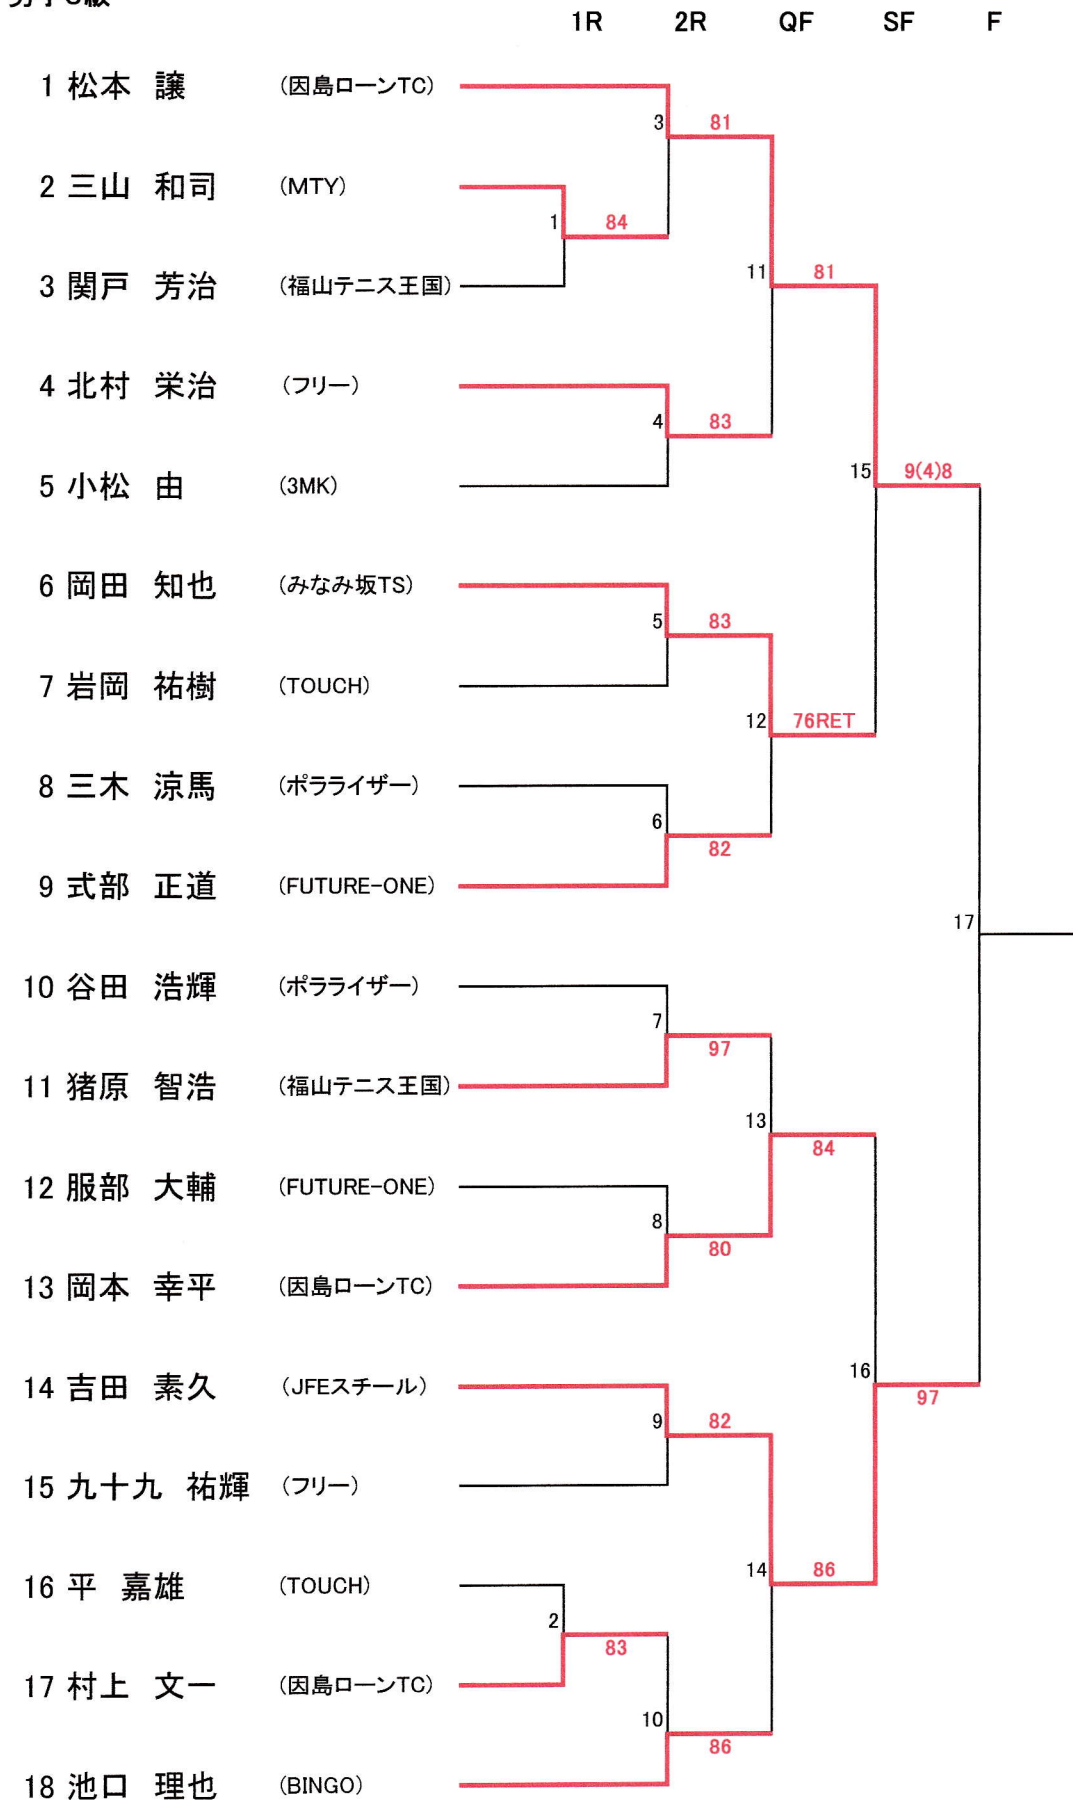 1R 2R QF SF F
1 松本 譲 (因島ローンTC)
3 81
2 三山 和司 (MTY)
1 84
3 関戸 芳治 (福山テニス王国)
11 81
4 北村 栄治 (フリー)
4 83
5 小松 由 (3MK)
15 9(4)8
6 岡田 知也 (みなみ坂TS)
5 83
7 岩岡 祐樹 (TOUCH)
12 76RET
8 三木 涼馬 (ポラライザー)
6 82
9 式部 正道 (FUTURE-ONE)
17
10 谷田 浩輝 (ポラライザー)
7 97
11 猪原 智浩 (福山テニス王国)
13 84
12 服部 大輔 (FUTURE-ONE)
8 80
13 岡本 幸平 (因島ローンTC)
16 97
14 吉田 素久 (JFEスチール)
9 82
15 九十九 祐輝 (フリー)
14 86
16 平 嘉雄 (TOUCH)
2 83
17 村上 文一 (因島ローンTC)
10 86
18 池口 理也 (BINGO)